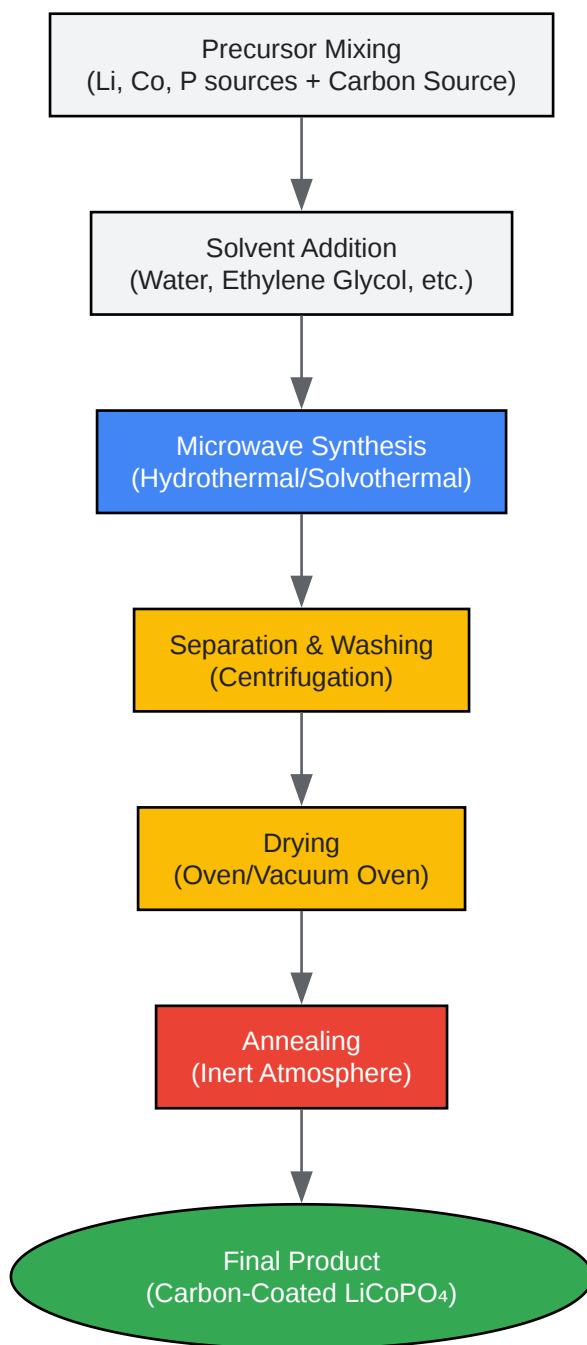 Precursor Mixing
(Li, Co, P sources + Carbon Source)
Solvent Addition
(Water, Ethylene Glycol, etc.)
Microwave Synthesis
(Hydrothermal/Solvothermal)
Separation & Washing
(Centrifugation)
Drying
(Oven/Vacuum Oven)
Annealing
(Inert Atmosphere)
Final Product
(Carbon-Coated LiCoPO₄)